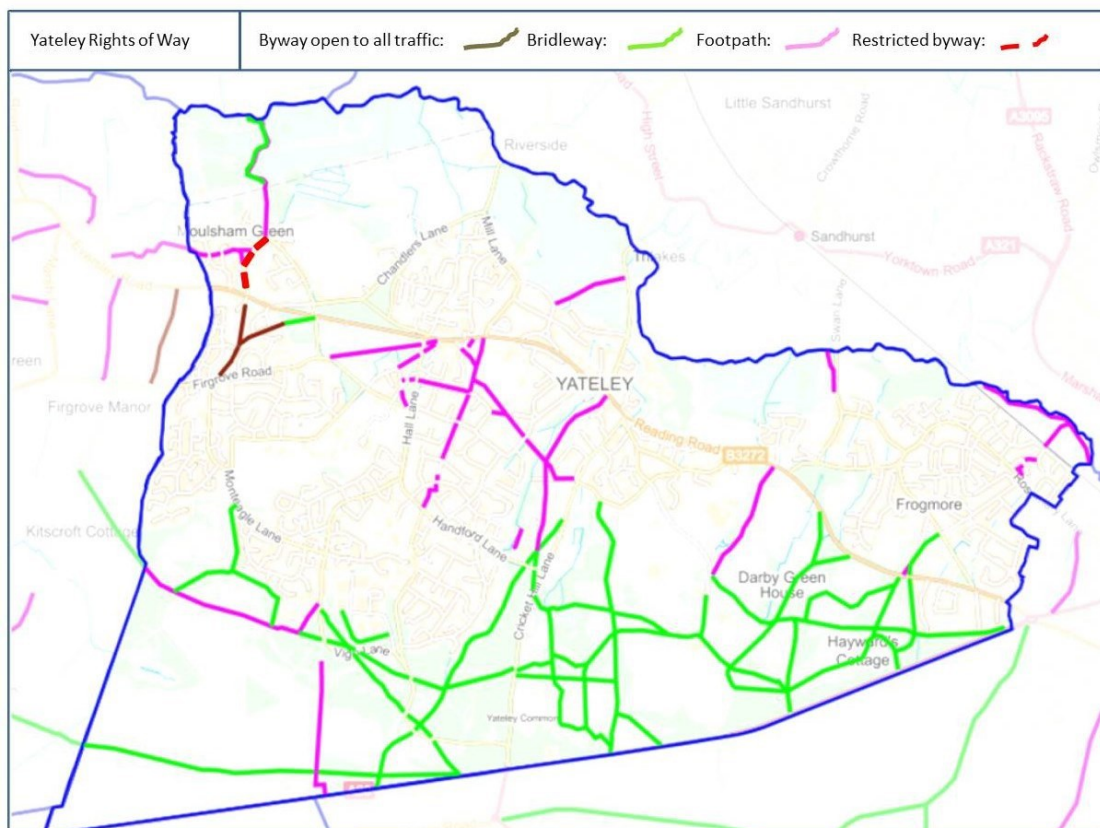 Yateley Rights of Way
Byway open to all traffic:
Bridleway:
Footpath:
Restricted byway:
Little Sandhurst
A3095
High Street
Crowthorne Road
Rackstraw Road
Riverside
Moulsham Green
Chandlers Lane
Mill Lane
Sandhurst
A321
Yorktown Road
Swan Lane
Firgrove Road
Firgrove Manor
YATELEY
Hall Lane
Reading Road
B3272
Monteagle Lane
Kitscroft Cottage
Handford Lane
Frogmore
Cricket Hill Lane
Darby Green
House
Hayward's
Cottage
Vigo Lane
Yateley Common